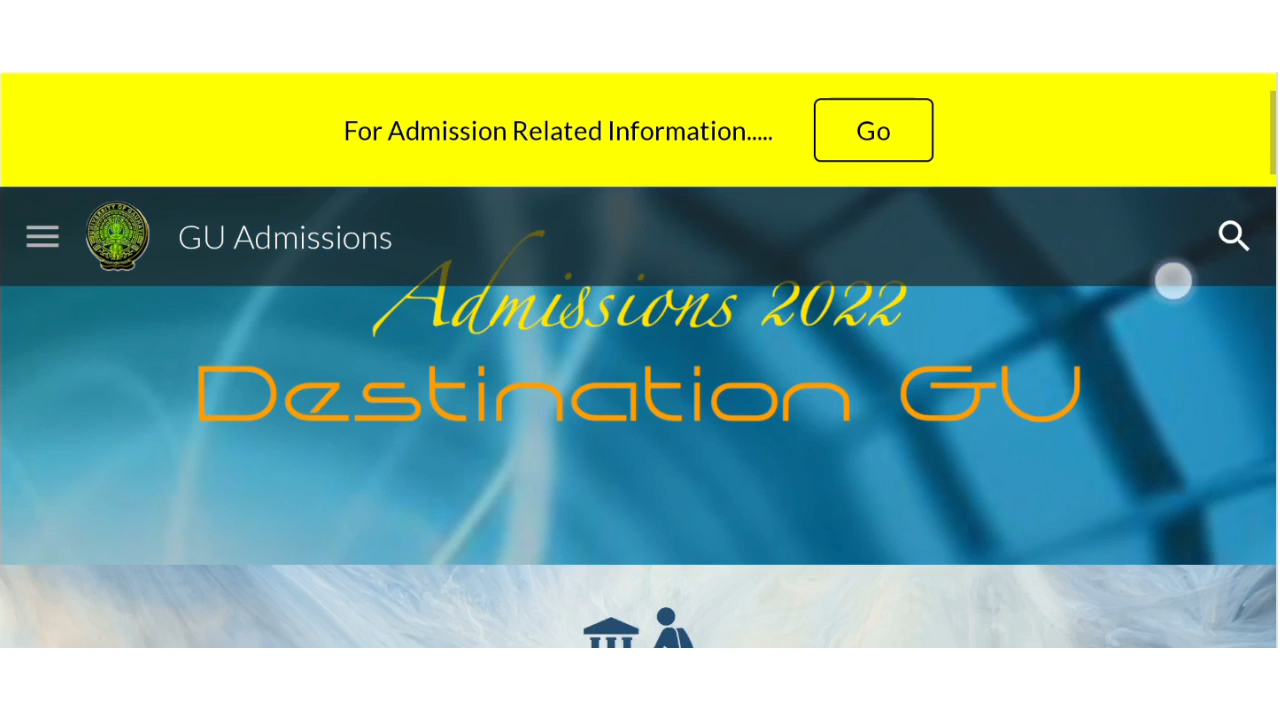 For Admission Related Information.....
Go
GU Admissions
Admissions 2022
Destination GU